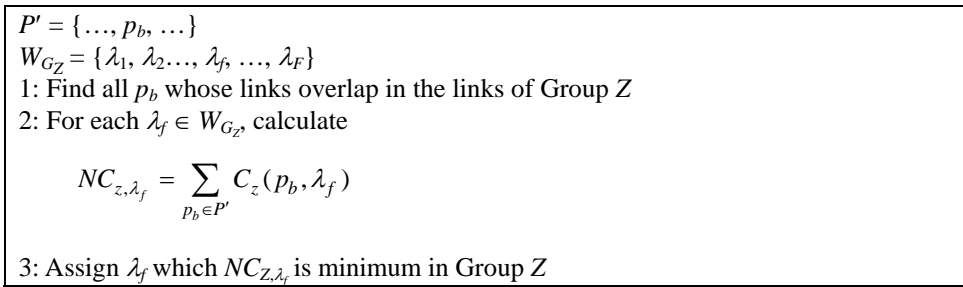 P′ = {…, p_b, …}
W_{G_Z} = {λ_1, λ_2…, λ_f, …, λ_F}
1: Find all p_b whose links overlap in the links of Group Z
2: For each λ_f ∈ W_{G_Z}, calculate
NC_{z,λ_f} = ∑_{p_b∈P′} C_z(p_b, λ_f)
3: Assign λ_f which NC_{Z,λ_f} is minimum in Group Z